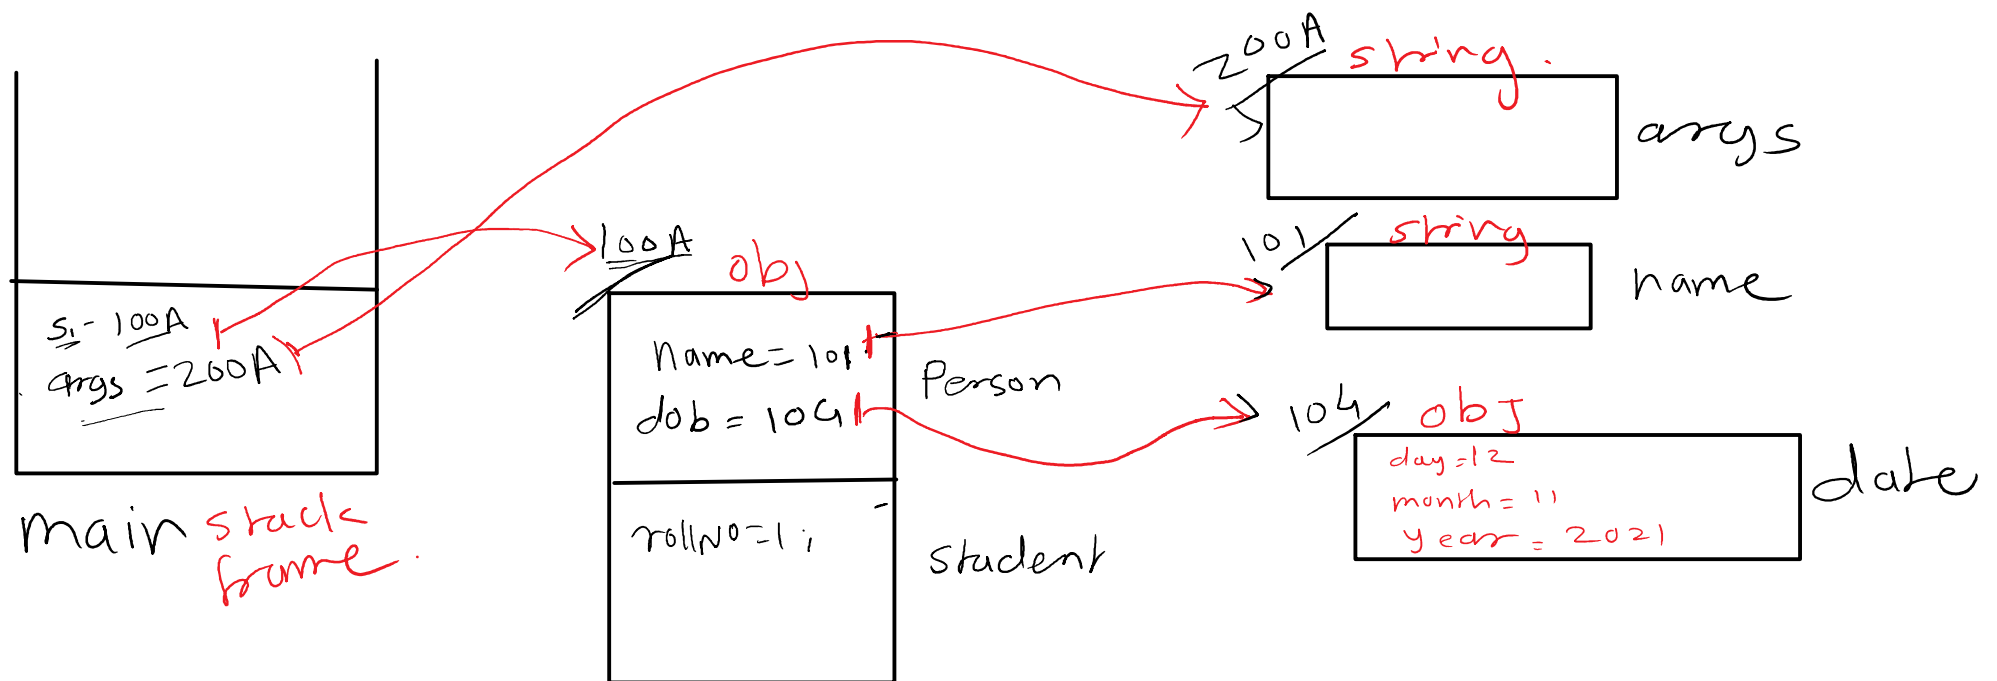 s1- 100A
args = 200A
main stack
frame.
100A
obj
name = 101
dob = 104
Person
rollNo = 1;
student
200A
string.
args
101
string
name
104
obj
day = 12
month = 11
year = 2021
date